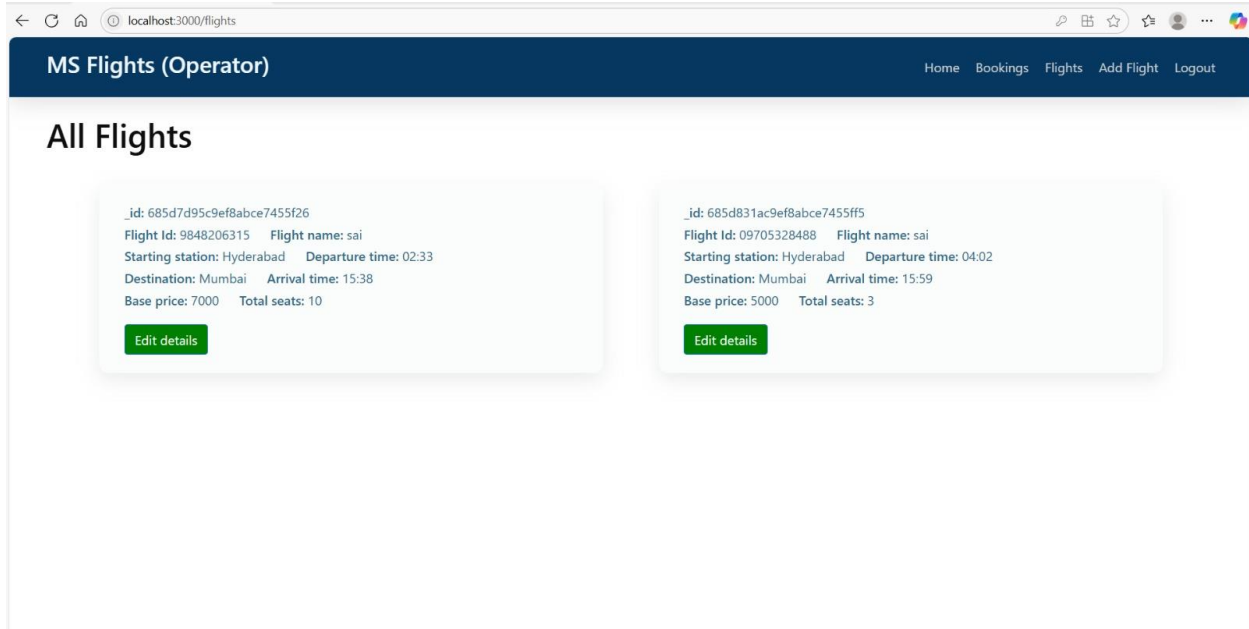 localhost:3000/flights
MS Flights (Operator)
Home Bookings Flights Add Flight Logout
All Flights
_id: 685d7d95c9ef8abce7455f26
Flight Id: 9848206315 Flight name: sai
Starting station: Hyderabad Departure time: 02:33
Destination: Mumbai Arrival time: 15:38
Base price: 7000 Total seats: 10
Edit details
_id: 685d831ac9ef8abce7455ff5
Flight Id: 09705328488 Flight name: sai
Starting station: Hyderabad Departure time: 04:02
Destination: Mumbai Arrival time: 15:59
Base price: 5000 Total seats: 3
Edit details